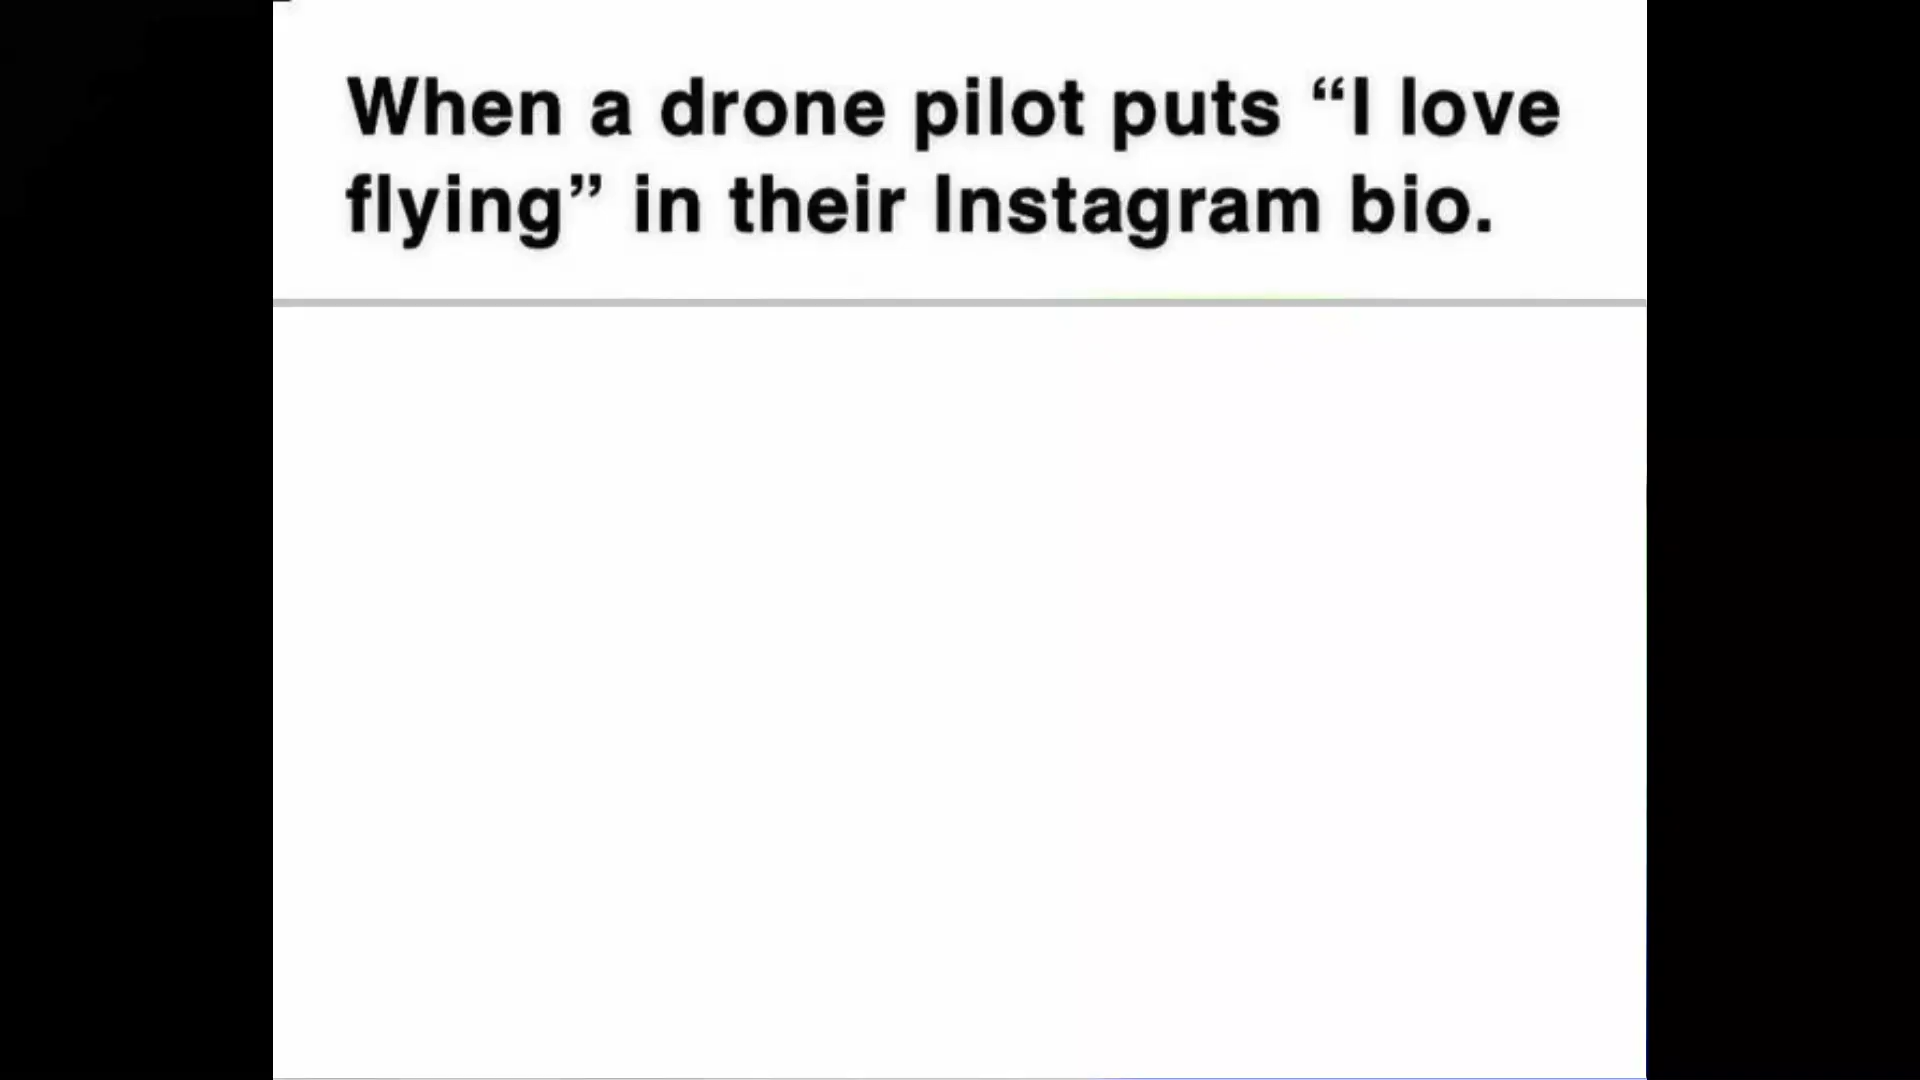 When a drone pilot puts “I love
flying” in their Instagram bio.